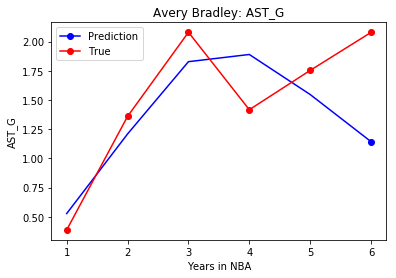 Avery Bradley: AST_G
Prediction
True
AST_G
2.00
1.75
1.50
1.25
1.00
0.75
0.50
1 2 3 4 5 6
Years in NBA